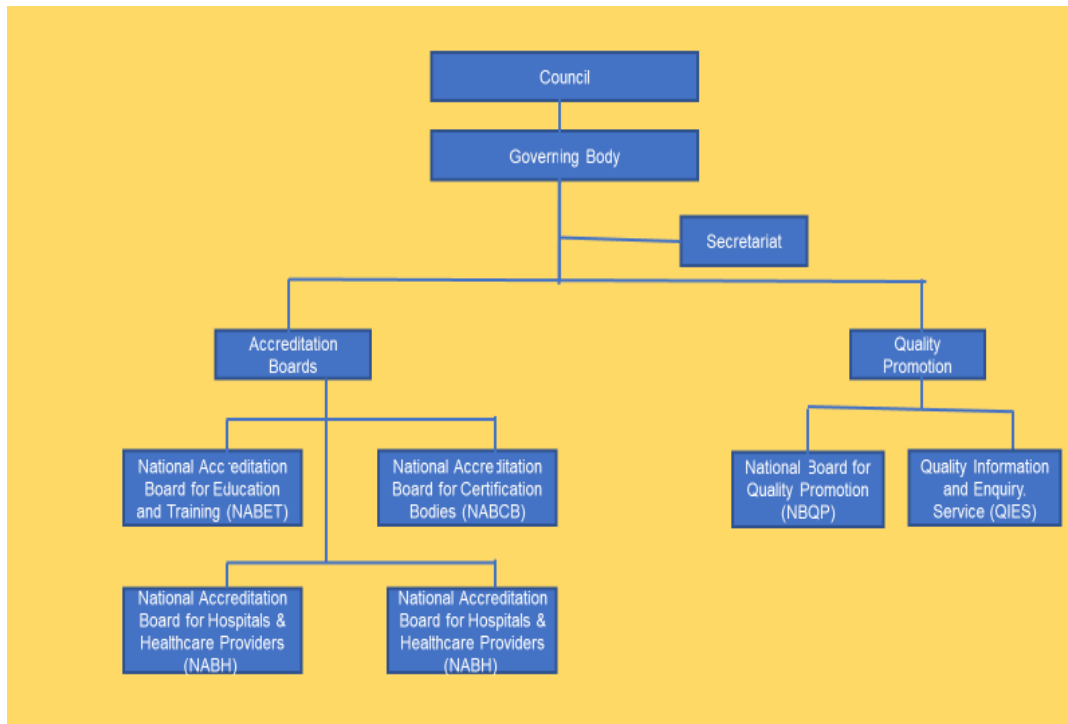 Council
Governing Body
Secretariat
Accreditation
Boards
Quality
Promotion
National Accreditation
Board for Education
and Training (NABET)
National Accreditation
Board for Certification
Bodies (NABCB)
National Board for
Quality Promotion
(NBQP)
Quality Information
and Enquiry.
Service (QIES)
National Accreditation
Board for Hospitals &
Healthcare Providers
(NABH)
National Accreditation
Board for Hospitals &
Healthcare Providers
(NABH)